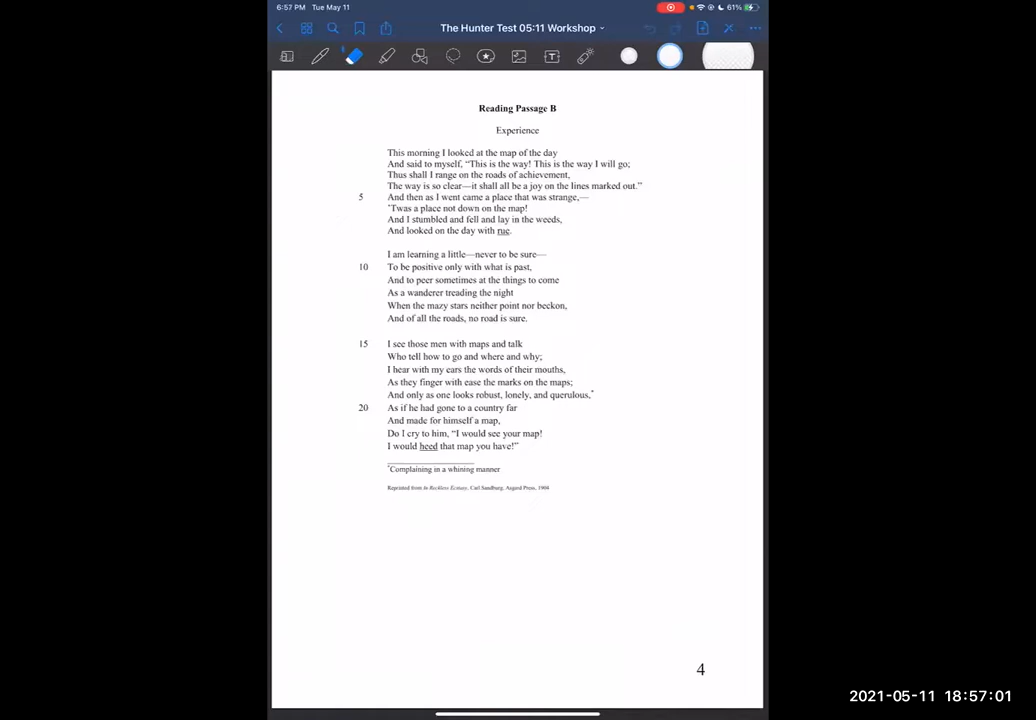 6:57 PM Tue May 11
61%
The Hunter Test 05:11 Workshop
Reading Passage B
Experience
This morning I looked at the map of the day
And said to myself, “This is the way! This is the way I will go;
Thus shall I range on the roads of achievement,
The way is so clear—it shall all be a joy on the lines marked out.”
5 And then as I went came a place that was strange,—
’Twas a place not down on the map!
And I stumbled and fell and lay in the weeds,
And looked on the day with rue.
I am learning a little—never to be sure—
10 To be positive only with what is past,
And to peer sometimes at the things to come
As a wanderer treading the night
When the mazy stars neither point nor beckon,
And of all the roads, no road is sure.
15 I see those men with maps and talk
Who tell how to go and where and why;
I hear with my ears the words of their mouths,
As they finger with ease the marks on the maps;
And only as one looks robust, lonely, and querulous,*
20 As if he had gone to a country far
And made for himself a map,
Do I cry to him, “I would see your map!
I would heed that map you have!”
*Complaining in a whining manner
Reprinted from In Reckless Ecstasy, Carl Sandburg, Asgard Press, 1904
4
2021-05-11 18:57:01